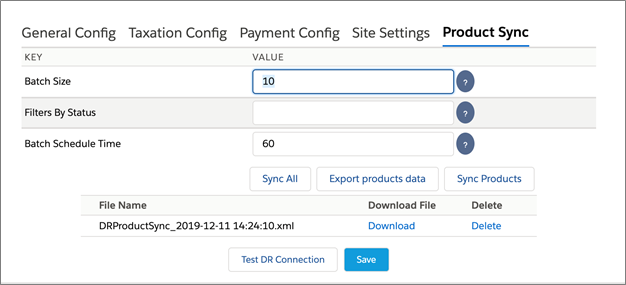 General Config Taxation Config Payment Config Site Settings Product Sync
KEY VALUE
Batch Size 10 ?
Filters By Status ?
Batch Schedule Time 60 ?
Sync All Export products data Sync Products
File Name Download File Delete
DRProductSync_2019-12-11 14:24:10.xml Download Delete
Test DR Connection Save